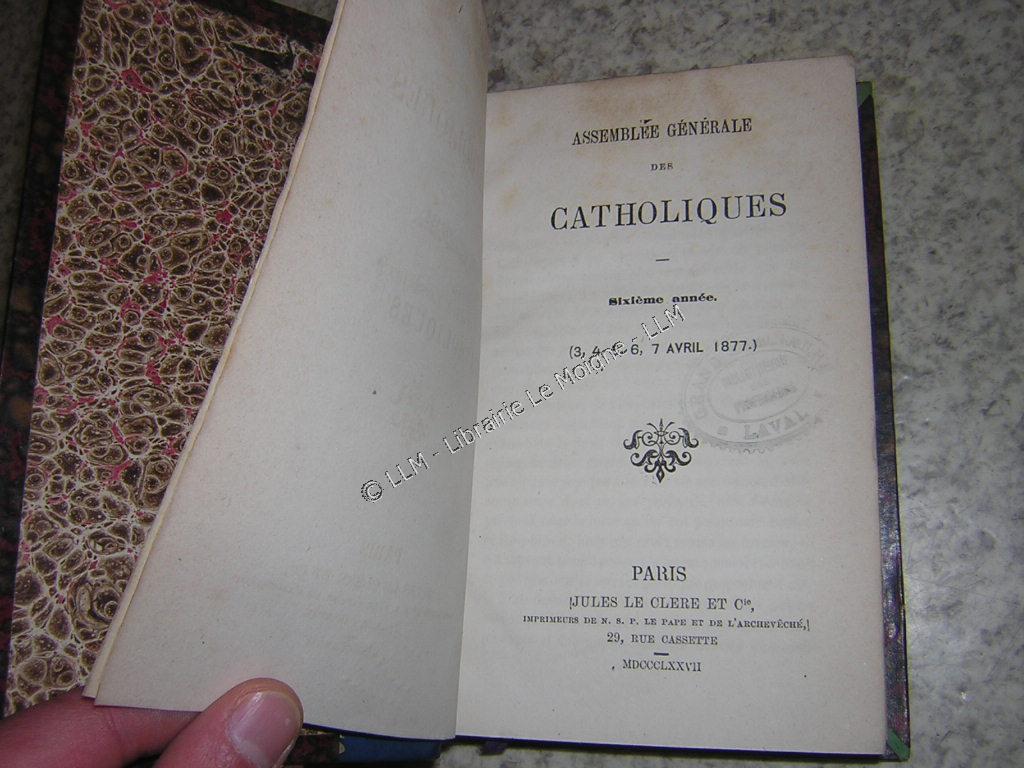 ASSEMBLÉE GÉNÉRALE
DES
CATHOLIQUES
Sixième année.
(3, 4, 6, 7 AVRIL 1877.)
LAVAL
© LLM - Librairie Le Moigne - LLM
PARIS
JULES LE CLERE ET Cie,
IMPRIMEURS DE N. S. P. LE PAPE ET DE L'ARCHEVÊCHÉ,
29, RUE CASSETTE
MDCCCLXXVII